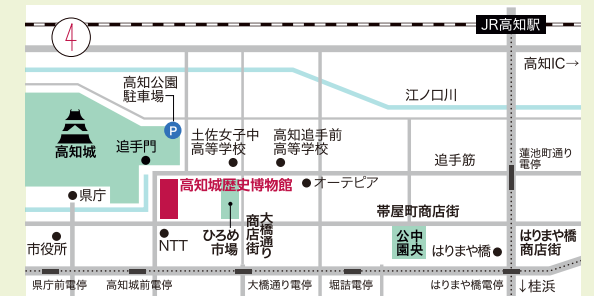 4
JR高知駅
高知IC→
高知公園
駐車場
江ノ口川
P
高知城
追手門
土佐女子中
高等学校
高知追手前
高等学校
追手筋
蓮池町通り
電停
県庁
高知城歴史博物館
オーテピア
帯屋町商店街
市役所
NTT
ひろめ
市場
大橋通り
商店街
中央
公園
はりまや橋
はりまや橋
商店街
県庁前電停
高知城前電停
大橋通り電停
堀詰電停
はりまや橋電停
↓桂浜